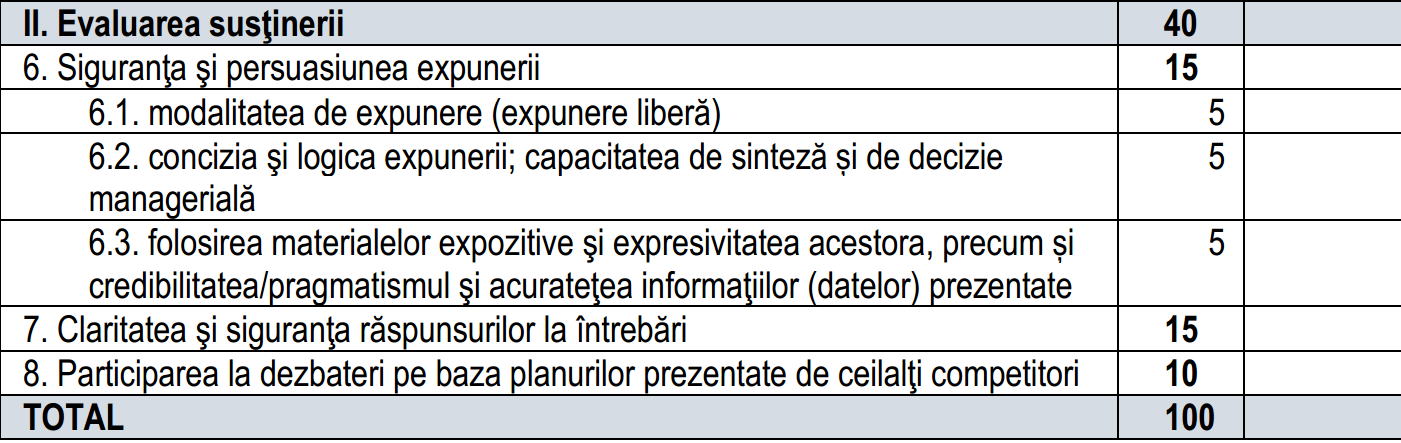 II. Evaluarea susţinerii 40
6. Siguranţa şi persuasiunea expunerii 15
6.1. modalitatea de expunere (expunere liberă) 5
6.2. concizia şi logica expunerii; capacitatea de sinteză și de decizie 5
managerială
6.3. folosirea materialelor expozitive şi expresivitatea acestora, precum și 5
credibilitatea/pragmatismul şi acurateţea informaţiilor (datelor) prezentate
7. Claritatea şi siguranţa răspunsurilor la întrebări 15
8. Participarea la dezbateri pe baza planurilor prezentate de ceilalţi competitori 10
TOTAL 100